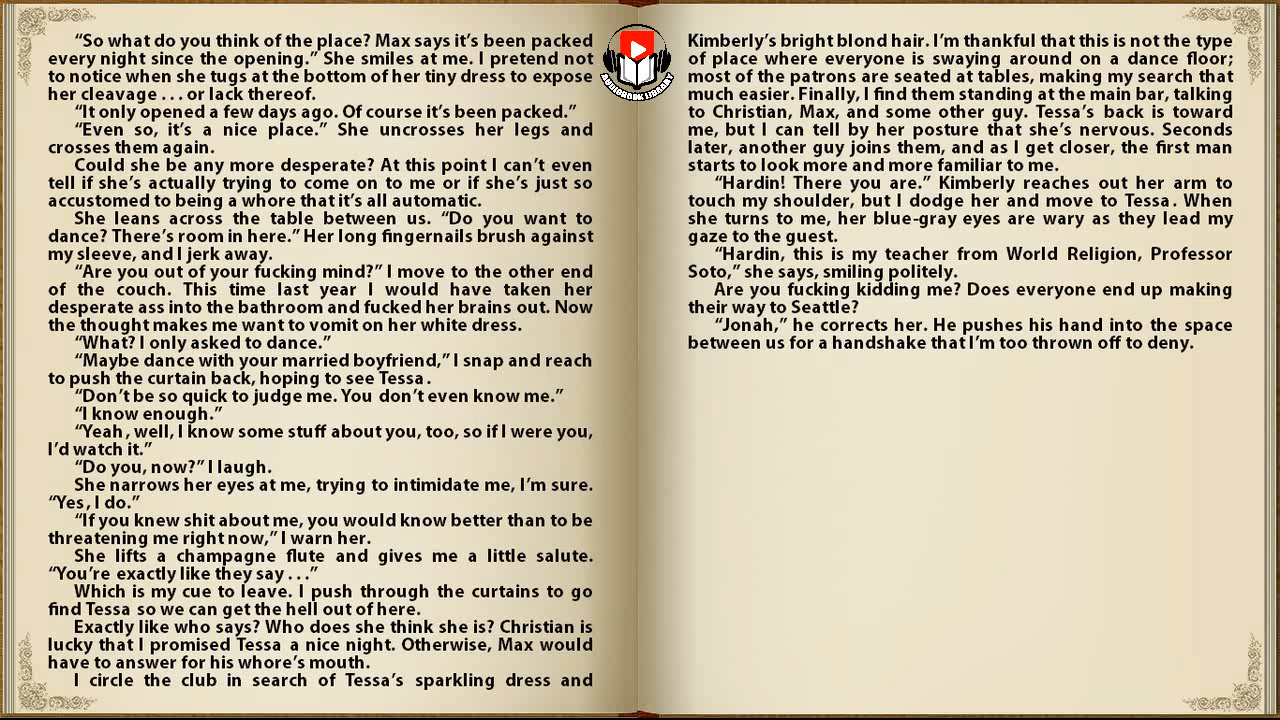 “So what do you think of the place? Max says it’s been packed
every night since the opening.” She smiles at me. I pretend not
to notice when she tugs at the bottom of her tiny dress to expose
her cleavage . . . or lack thereof.
“It only opened a few days ago. Of course it’s been packed.”
“Even so, it’s a nice place.” She uncrosses her legs and
crosses them again.
Could she be any more desperate? At this point I can’t even
tell if she’s actually trying to come on to me or if she’s just so
accustomed to being a whore that it’s all automatic.
She leans across the table between us. “Do you want to
dance? There’s room in here.” Her long fingernails brush against
my sleeve, and I jerk away.
“Are you out of your fucking mind?” I move to the other end
of the couch. This time last year I would have taken her
desperate ass into the bathroom and fucked her brains out. Now
the thought makes me want to vomit on her white dress.
“What? I only asked to dance.”
“Maybe dance with your married boyfriend,” I snap and reach
to push the curtain back, hoping to see Tessa .
“Don’t be so quick to judge me. You don’t even know me.”
“I know enough.”
“Yeah , well, I know some stuff about you, too, so if I were you,
I’d watch it.”
“Do you, now?” I laugh.
She narrows her eyes at me, trying to intimidate me, I’m sure.
“Yes, I do.”
“If you knew shit about me, you would know better than to be
threatening me right now,” I warn her.
She lifts a champagne flute and gives me a little salute.
“You’re exactly like they say . . .”
Which is my cue to leave. I push through the curtains to go
find Tessa so we can get the hell out of here.
Exactly like who says? Who does she think she is? Christian is
lucky that I promised Tessa a nice night. Otherwise, Max would
have to answer for his whore’s mouth.
I circle the club in search of Tessa’s sparkling dress and
AUDIOBOOK LIBRARY
Kimberly’s bright blond hair. I’m thankful that this is not the type
of place where everyone is swaying around on a dance floor;
most of the patrons are seated at tables, making my search that
much easier. Finally, I find them standing at the main bar, talking
to Christian, Max, and some other guy. Tessa’s back is toward
me, but I can tell by her posture that she’s nervous. Seconds
later, another guy joins them, and as I get closer, the first man
starts to look more and more familiar to me.
“Hardin! There you are.” Kimberly reaches out her arm to
touch my shoulder, but I dodge her and move to Tessa . When
she turns to me, her blue-gray eyes are wary as they lead my
gaze to the guest.
“Hardin, this is my teacher from World Religion, Professor
Soto,” she says, smiling politely.
Are you fucking kidding me? Does everyone end up making
their way to Seattle?
“Jonah,” he corrects her. He pushes his hand into the space
between us for a handshake that I’m too thrown off to deny.